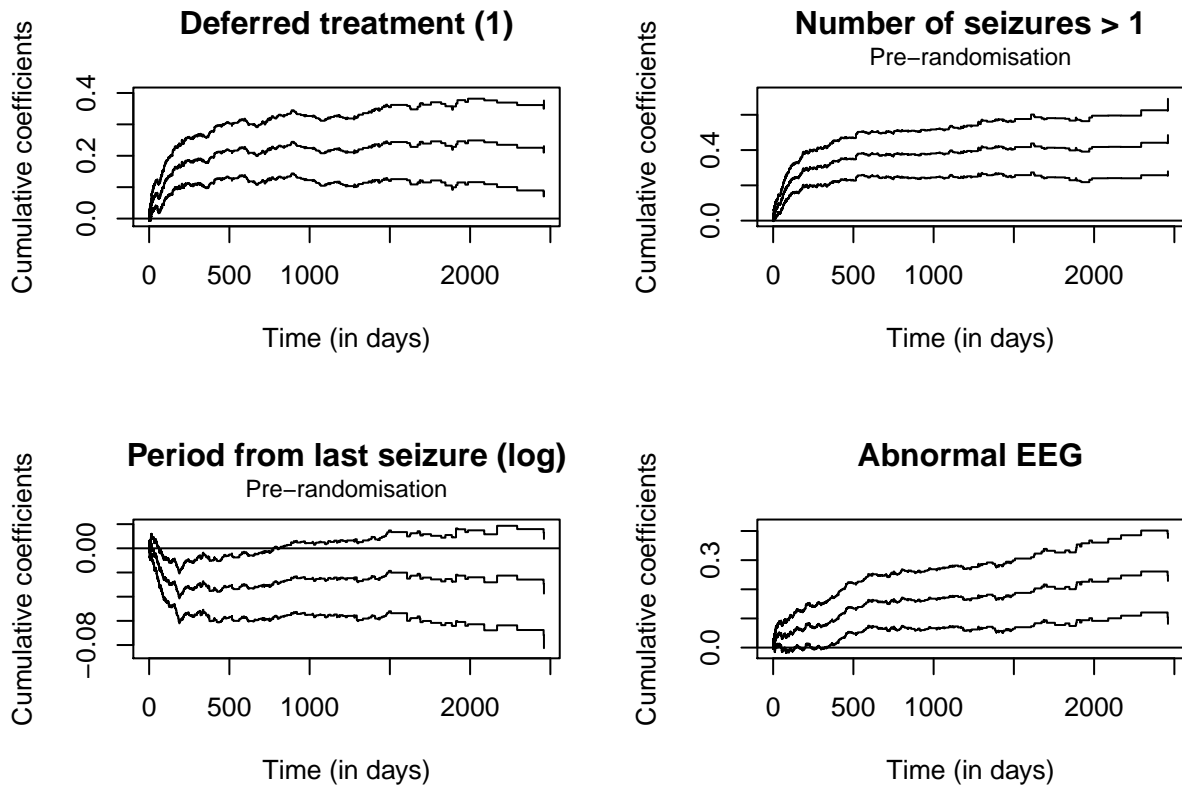 Deferred treatment (1)
Cumulative coefficients
0.0
0.2
0.4
0 500 1000 2000
Time (in days)
Number of seizures > 1
Pre−randomisation
Cumulative coefficients
0.0
0.4
0 500 1000 2000
Time (in days)
Period from last seizure (log)
Pre−randomisation
Cumulative coefficients
−0.08
0.00
0 500 1000 2000
Time (in days)
Abnormal EEG
Cumulative coefficients
0.0
0.3
0 500 1000 2000
Time (in days)